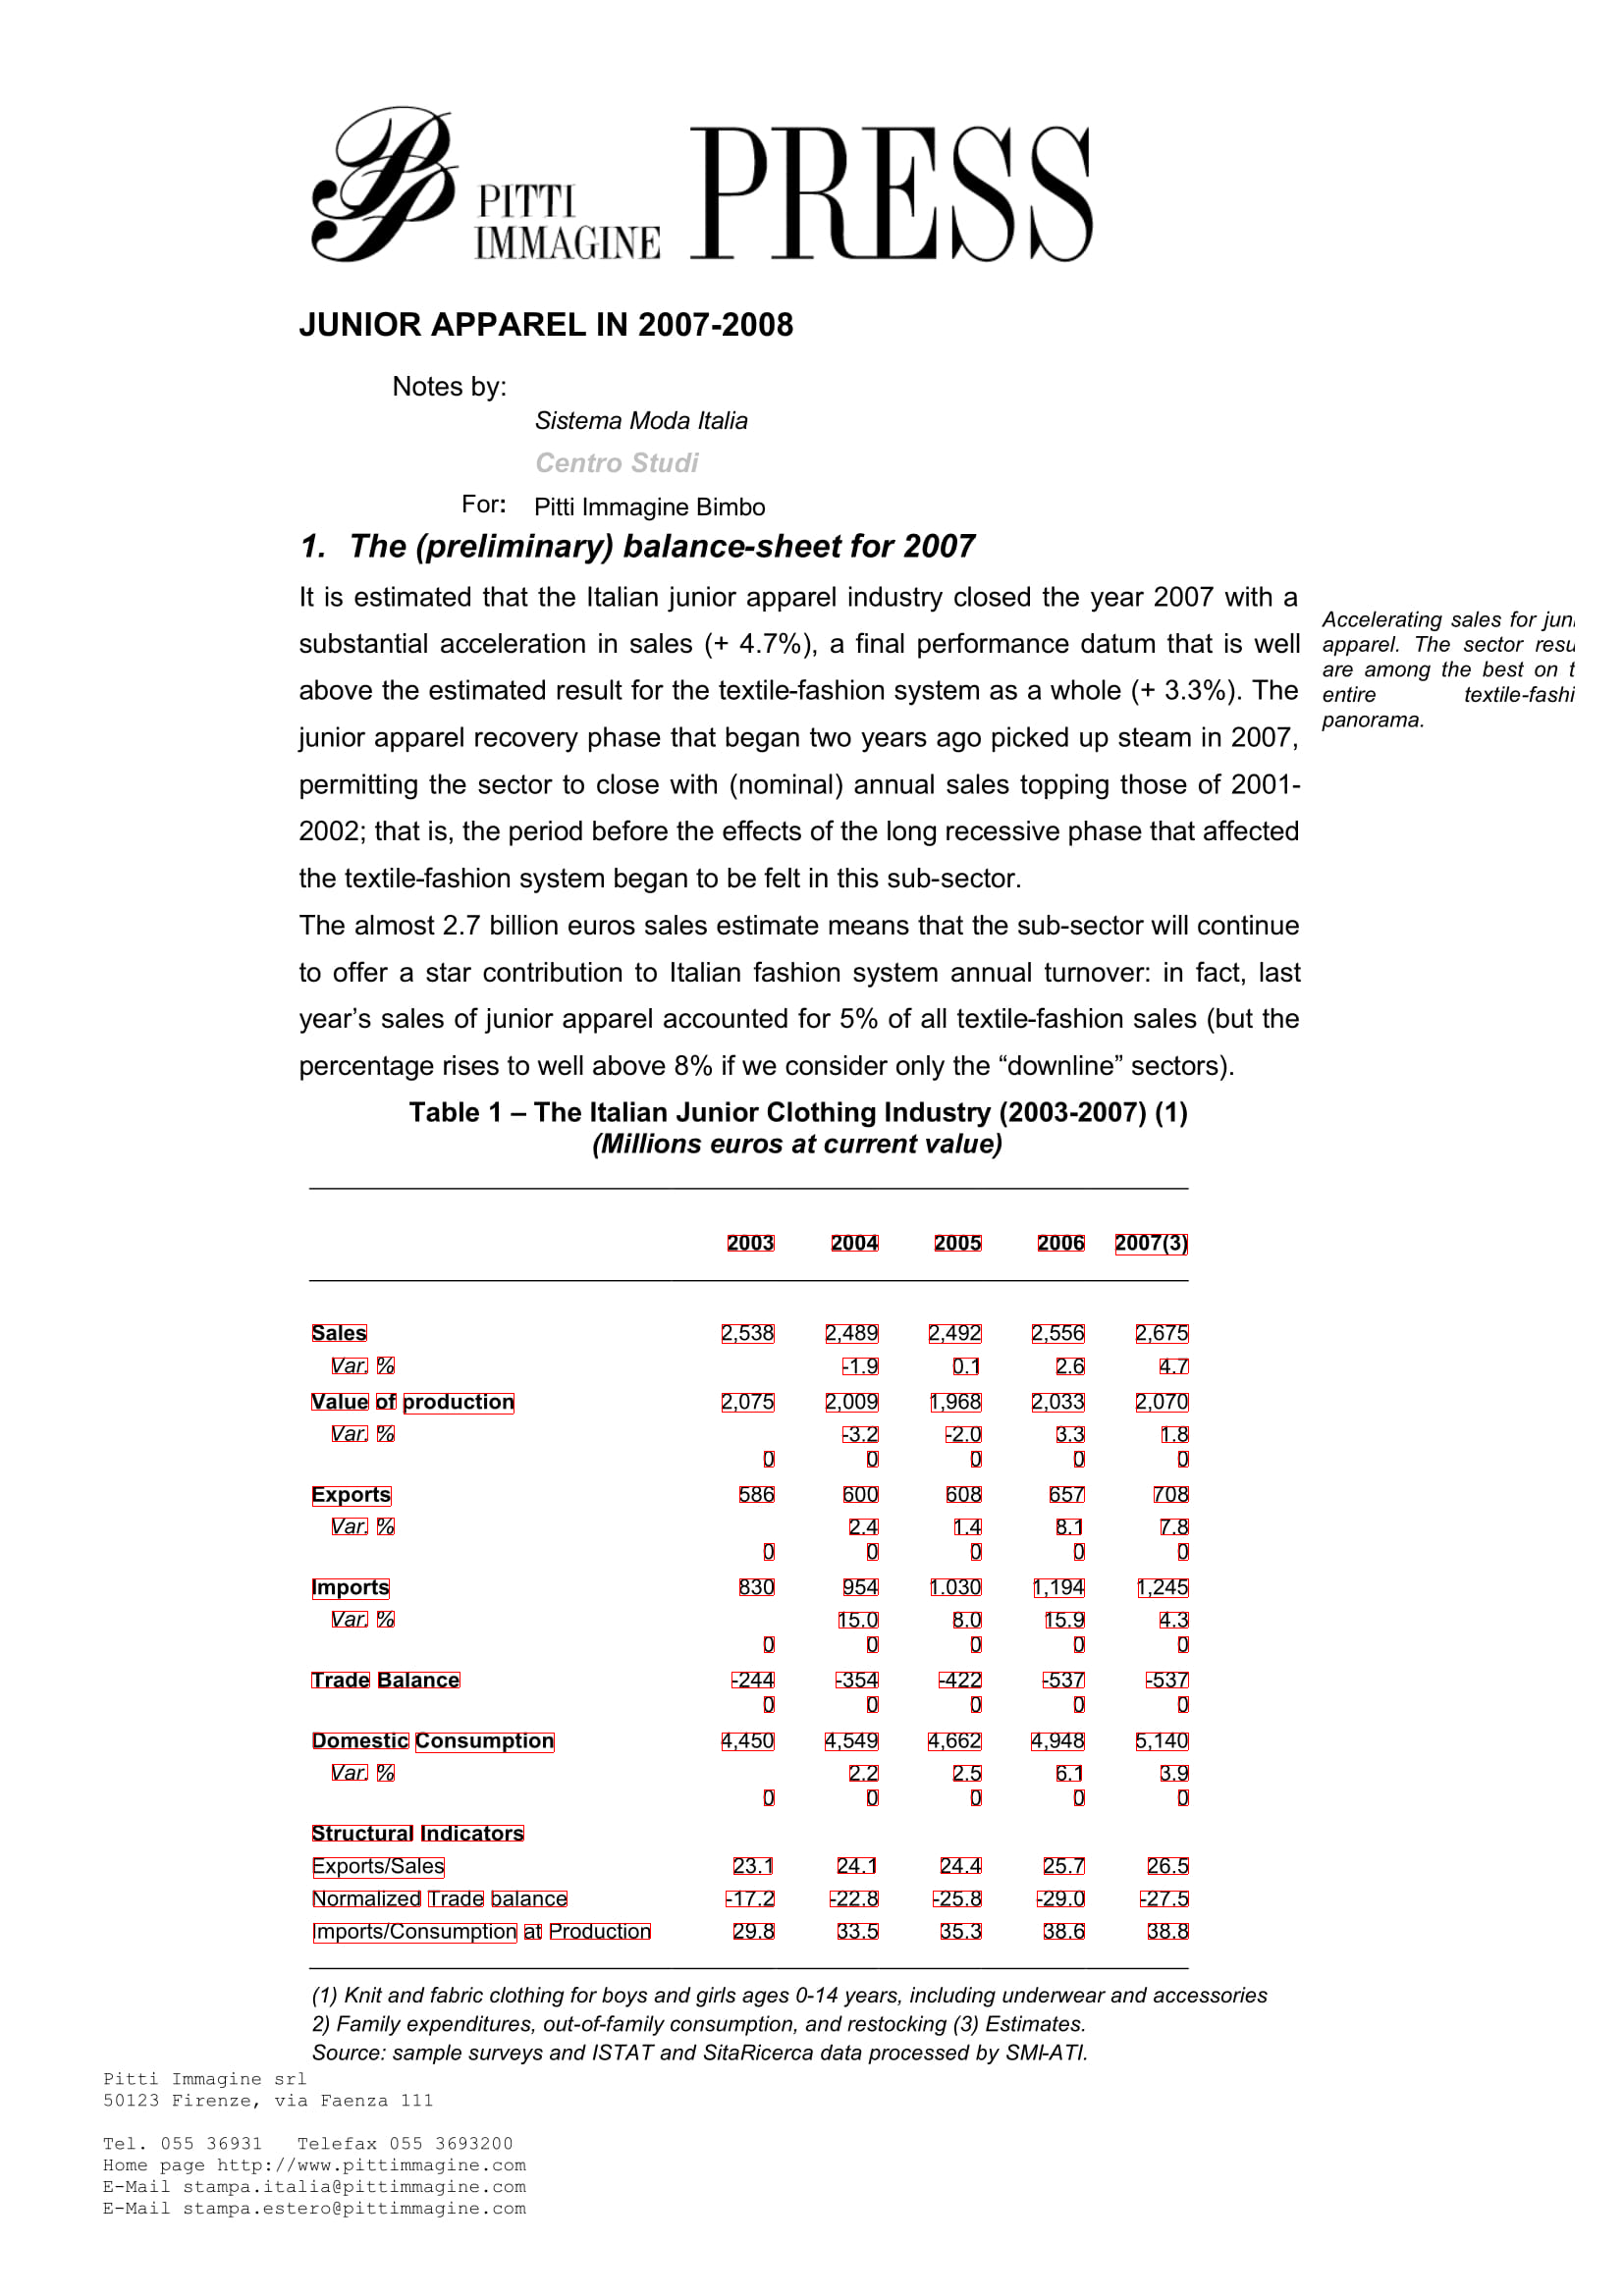 PITTI
IMMAGINE
PRESS
JUNIOR APPAREL IN 2007-2008
Notes by:
Sistema Moda Italia
Centro Studi
For: Pitti Immagine Bimbo
1. The (preliminary) balance-sheet for 2007
It is estimated that the Italian junior apparel industry closed the year 2007 with a
substantial acceleration in sales (+ 4.7%), a final performance datum that is well
above the estimated result for the textile-fashion system as a whole (+ 3.3%). The
junior apparel recovery phase that began two years ago picked up steam in 2007,
permitting the sector to close with (nominal) annual sales topping those of 2001-
2002; that is, the period before the effects of the long recessive phase that affected
the textile-fashion system began to be felt in this sub-sector.
The almost 2.7 billion euros sales estimate means that the sub-sector will continue
to offer a star contribution to Italian fashion system annual turnover: in fact, last
year’s sales of junior apparel accounted for 5% of all textile-fashion sales (but the
percentage rises to well above 8% if we consider only the “downline” sectors).
Accelerating sales for
apparel. The sector
are among the best on
entire
panorama.
Table 1 – The Italian Junior Clothing Industry (2003-2007) (1)
(Millions euros at current value)
2003 2004 2005 2006 2007(3)
Sales 2,538 2,489 2,492 2,556 2,675
Var. % -1.9 0.1 2.6 4.7
Value of production 2,075 2,009 1,968 2,033 2,070
Var. % -3.2 -2.0 3.3 1.8
0 0 0 0 0
Exports 586 600 608 657 708
Var. % 2.4 1.4 8.1 7.8
0 0 0 0 0
Imports 830 954 1.030 1,194 1,245
Var. % 15.0 8.0 15.9 4.3
0 0 0 0 0
Trade Balance -244 -354 -422 -537 -537
0 0 0 0 0
Domestic Consumption 4,450 4,549 4,662 4,948 5,140
Var. % 2.2 2.5 6.1 3.9
0 0 0 0 0
Structural Indicators
Exports/Sales 23.1 24.1 24.4 25.7 26.5
Normalized Trade balance -17.2 -22.8 -25.8 -29.0 -27.5
Imports/Consumption at Production 29.8 33.5 35.3 38.6 38.8
(1) Knit and fabric clothing for boys and girls ages 0-14 years, including underwear and accessories
2) Family expenditures, out-of-family consumption, and restocking (3) Estimates.
Source: sample surveys and ISTAT and SitaRicerca data processed by SMI-ATI.
Pitti Immagine srl
50123 Firenze, via Faenza 111
Tel. 055 36931 Telefax 055 3693200
Home page http://www.pittimmagine.com
E-Mail stampa.italia@pittimmagine.com
E-Mail stampa.estero@pittimmagine.com